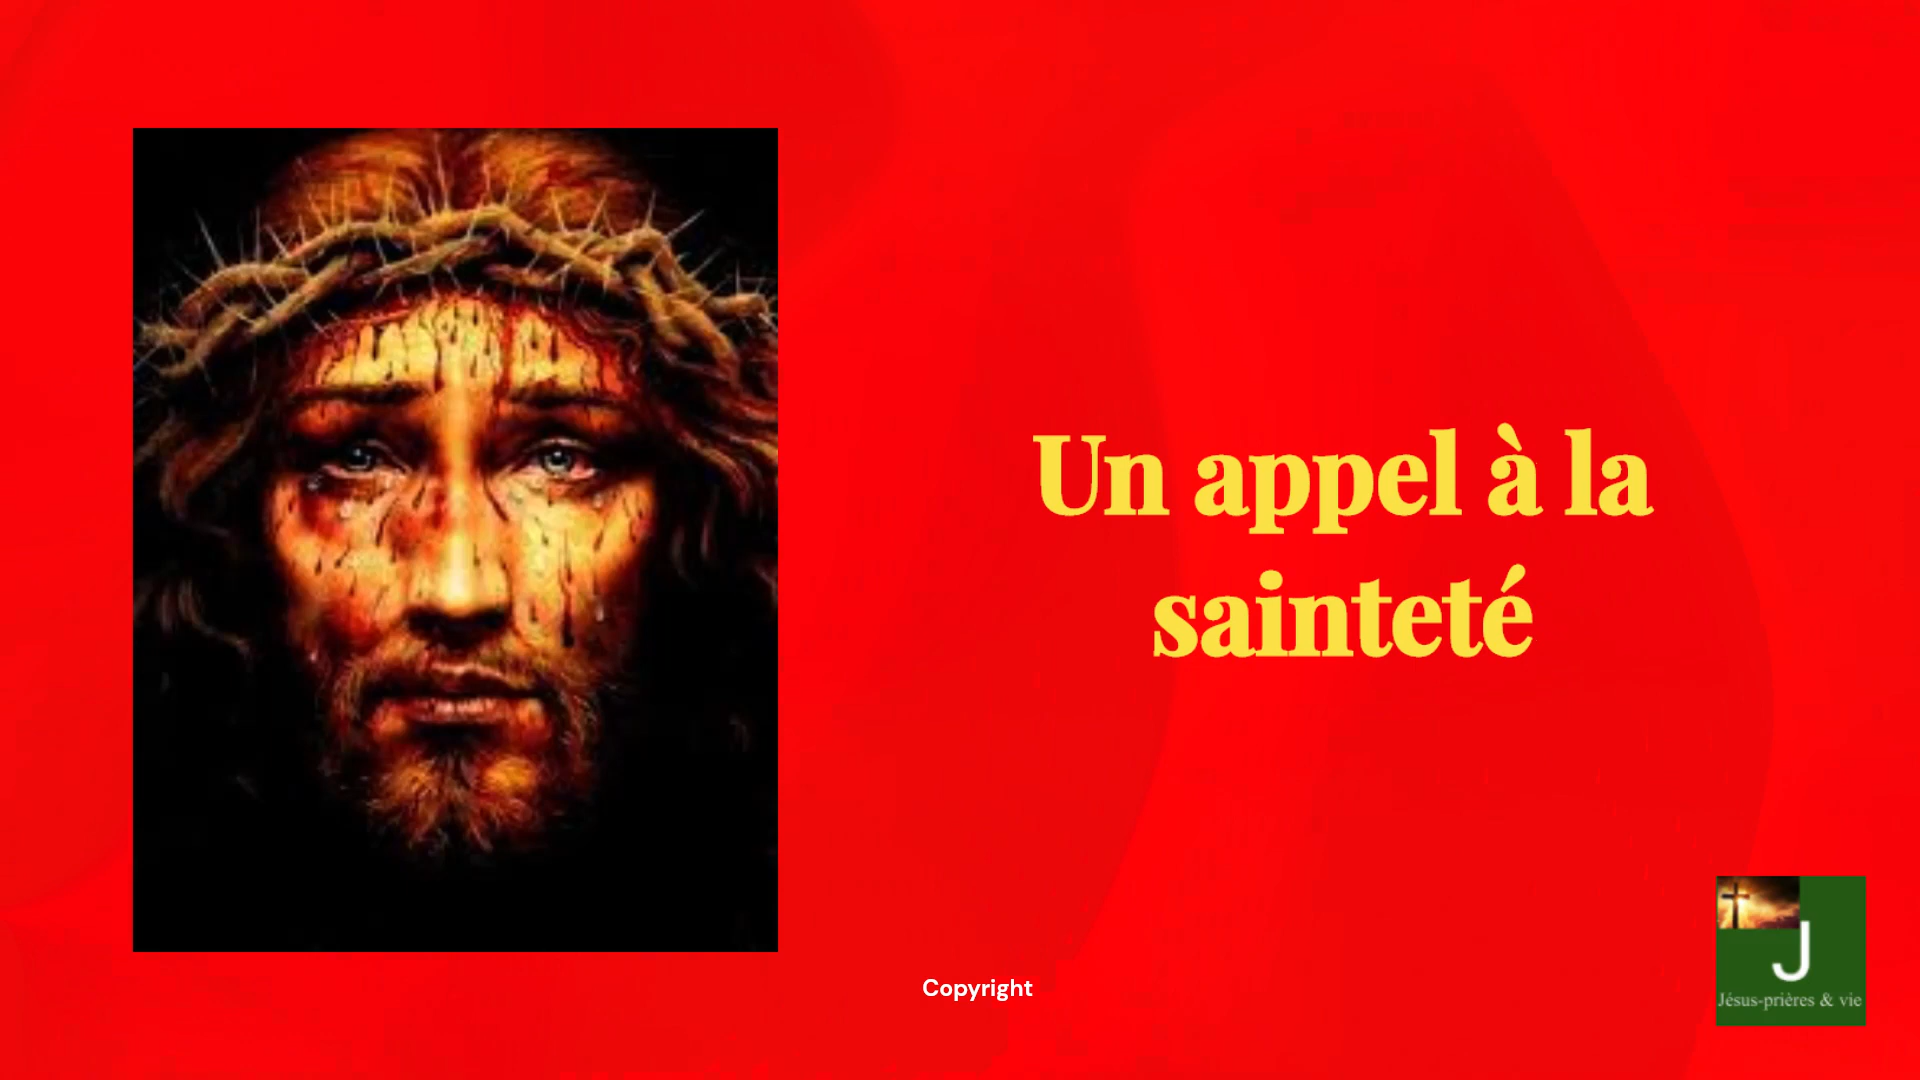 Un appel à la
sainteté
Copyright
J
Jésus-prières & vie